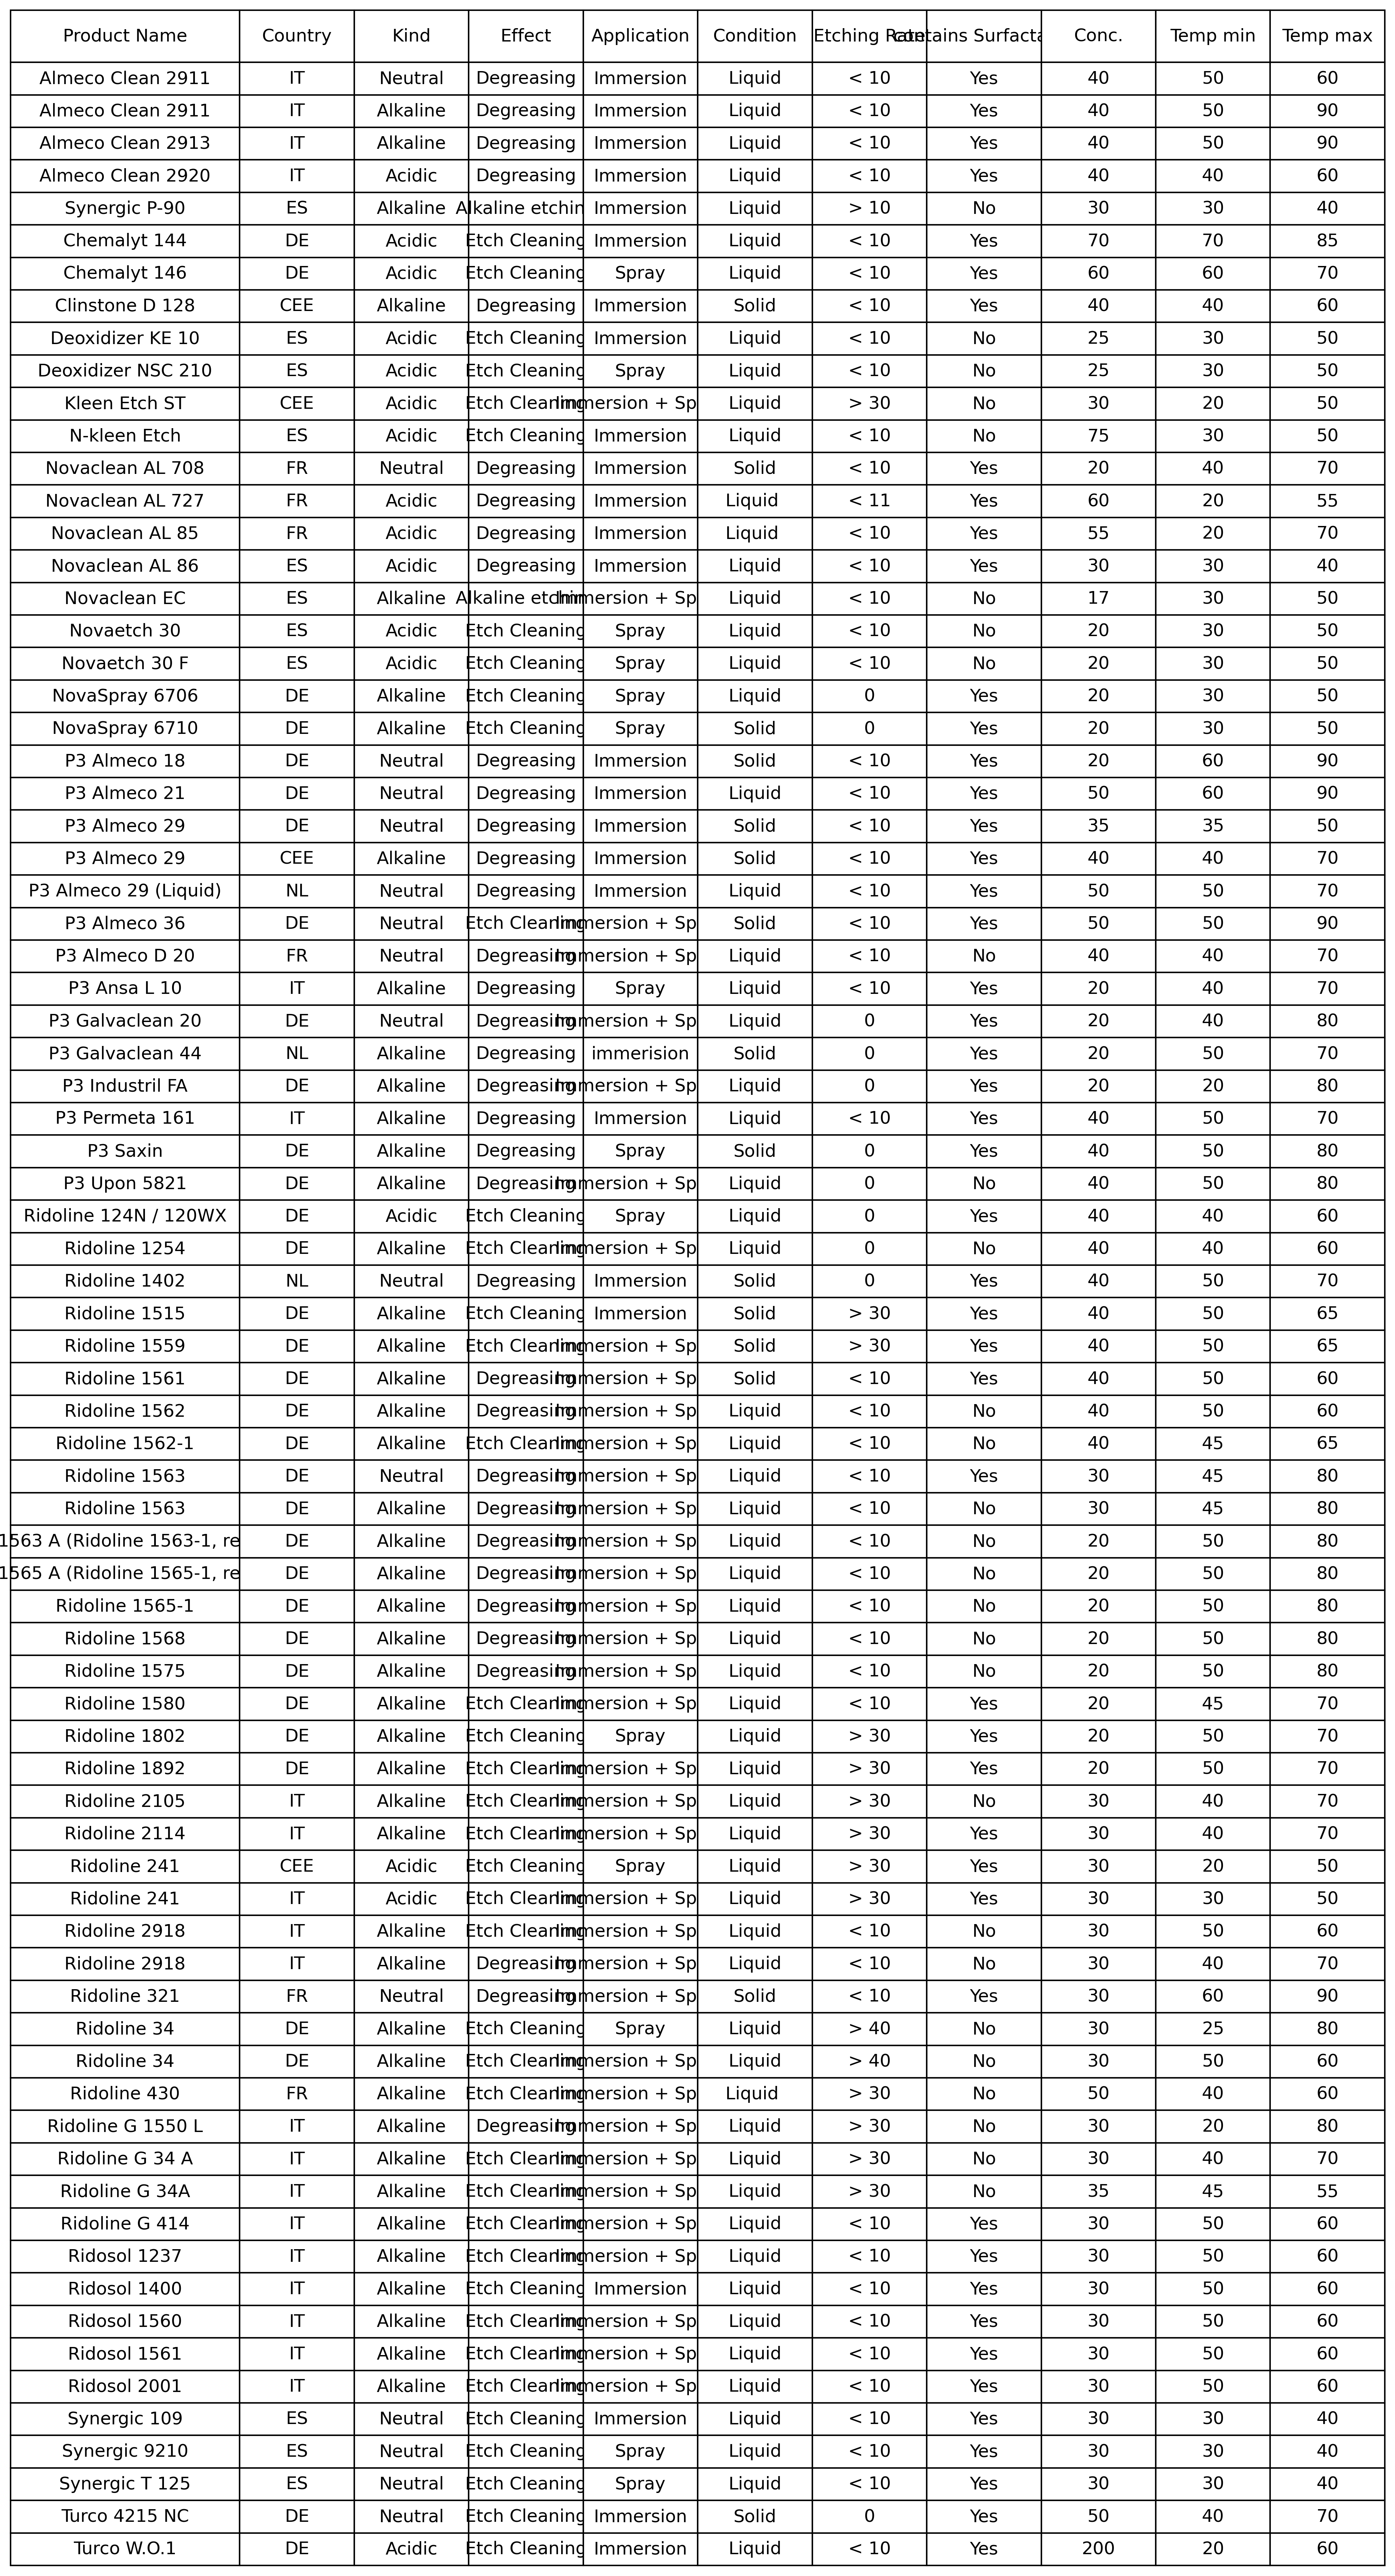 Product Name Country Kind Effect Application Condition Etching Rate contains Surfacta Conc. Temp min Temp max
Almeco Clean 2911 IT Neutral Degreasing Immersion Liquid < 10 Yes 40 50 60
Almeco Clean 2911 IT Alkaline Degreasing Immersion Liquid < 10 Yes 40 50 90
Almeco Clean 2913 IT Alkaline Degreasing Immersion Liquid < 10 Yes 40 50 90
Almeco Clean 2920 IT Acidic Degreasing Immersion Liquid < 10 Yes 40 40 60
Synergic P-90 ES Alkaline Alkaline etchin Immersion Liquid > 10 No 30 30 40
Chemalyt 144 DE Acidic Etch Cleaning Immersion Liquid < 10 Yes 70 70 85
Chemalyt 146 DE Acidic Etch Cleaning Spray Liquid < 10 Yes 60 60 70
Clinstone D 128 CEE Alkaline Degreasing Immersion Solid < 10 Yes 40 40 60
Deoxidizer KE 10 ES Acidic Etch Cleaning Immersion Liquid < 10 No 25 30 50
Deoxidizer NSC 210 ES Acidic Etch Cleaning Spray Liquid < 10 No 25 30 50
Kleen Etch ST CEE Acidic Etch Cleaning Immersion + Sp Liquid > 30 No 30 20 50
N-kleen Etch ES Acidic Etch Cleaning Immersion Liquid < 10 No 75 30 50
Novaclean AL 708 FR Neutral Degreasing Immersion Solid < 10 Yes 20 40 70
Novaclean AL 727 FR Acidic Degreasing Immersion Liquid < 11 Yes 60 20 55
Novaclean AL 85 FR Acidic Degreasing Immersion Liquid < 10 Yes 55 20 70
Novaclean AL 86 ES Acidic Degreasing Immersion Liquid < 10 Yes 30 30 40
Novaclean EC ES Alkaline Alkaline etchin Immersion + Sp Liquid < 10 No 17 30 50
Novaetch 30 ES Acidic Etch Cleaning Spray Liquid < 10 No 20 30 50
Novaetch 30 F ES Acidic Etch Cleaning Spray Liquid < 10 No 20 30 50
NovaSpray 6706 DE Alkaline Etch Cleaning Spray Liquid 0 Yes 20 30 50
NovaSpray 6710 DE Alkaline Etch Cleaning Spray Solid 0 Yes 20 30 50
P3 Almeco 18 DE Neutral Degreasing Immersion Solid < 10 Yes 20 60 90
P3 Almeco 21 DE Neutral Degreasing Immersion Liquid < 10 Yes 50 60 90
P3 Almeco 29 DE Neutral Degreasing Immersion Solid < 10 Yes 35 35 50
P3 Almeco 29 CEE Alkaline Degreasing Immersion Solid < 10 Yes 40 40 70
P3 Almeco 29 (Liquid) NL Neutral Degreasing Immersion Liquid < 10 Yes 50 50 70
P3 Almeco 36 DE Neutral Etch Cleaning Immersion + Sp Solid < 10 Yes 50 50 90
P3 Almeco D 20 FR Neutral Degreasing Immersion + Sp Liquid < 10 No 40 40 70
P3 Ansa L 10 IT Alkaline Degreasing Spray Liquid < 10 Yes 20 40 70
P3 Galvaclean 20 DE Neutral Degreasing Immersion + Sp Liquid 0 Yes 20 40 80
P3 Galvaclean 44 NL Alkaline Degreasing immerision Solid 0 Yes 20 50 70
P3 Industril FA DE Alkaline Degreasing Immersion + Sp Liquid 0 Yes 20 20 80
P3 Permeta 161 IT Alkaline Degreasing Immersion Liquid < 10 Yes 40 50 70
P3 Saxin DE Alkaline Degreasing Spray Solid 0 Yes 40 50 80
P3 Upon 5821 DE Alkaline Degreasing Immersion + Sp Liquid 0 No 40 50 80
Ridoline 124N / 120WX DE Acidic Etch Cleaning Spray Liquid 0 Yes 40 40 60
Ridoline 1254 DE Alkaline Etch Cleaning Immersion + Sp Liquid 0 No 40 40 60
Ridoline 1402 NL Neutral Degreasing Immersion Solid 0 Yes 40 50 70
Ridoline 1515 DE Alkaline Etch Cleaning Immersion Solid > 30 Yes 40 50 65
Ridoline 1559 DE Alkaline Etch Cleaning Immersion + Sp Solid > 30 Yes 40 50 65
Ridoline 1561 DE Alkaline Degreasing Immersion + Sp Solid < 10 Yes 40 50 60
Ridoline 1562 DE Alkaline Degreasing Immersion + Sp Liquid < 10 No 40 50 60
Ridoline 1562-1 DE Alkaline Etch Cleaning Immersion + Sp Liquid < 10 No 40 45 65
Ridoline 1563 DE Neutral Degreasing Immersion + Sp Liquid < 10 Yes 30 45 80
Ridoline 1563 DE Alkaline Degreasing Immersion + Sp Liquid < 10 No 30 45 80
1563 A (Ridoline 1563-1, re DE Alkaline Degreasing Immersion + Sp Liquid < 10 No 20 50 80
1565 A (Ridoline 1565-1, re DE Alkaline Degreasing Immersion + Sp Liquid < 10 No 20 50 80
Ridoline 1565-1 DE Alkaline Degreasing Immersion + Sp Liquid < 10 No 20 50 80
Ridoline 1568 DE Alkaline Degreasing Immersion + Sp Liquid < 10 No 20 50 80
Ridoline 1575 DE Alkaline Degreasing Immersion + Sp Liquid < 10 No 20 50 80
Ridoline 1580 DE Alkaline Etch Cleaning Immersion + Sp Liquid < 10 Yes 20 45 70
Ridoline 1802 DE Alkaline Etch Cleaning Spray Liquid > 30 Yes 20 50 70
Ridoline 1892 DE Alkaline Etch Cleaning Immersion + Sp Liquid > 30 Yes 20 50 70
Ridoline 2105 IT Alkaline Etch Cleaning Immersion + Sp Liquid > 30 No 30 40 70
Ridoline 2114 IT Alkaline Etch Cleaning Immersion + Sp Liquid > 30 Yes 30 40 70
Ridoline 241 CEE Acidic Etch Cleaning Spray Liquid > 30 Yes 30 20 50
Ridoline 241 IT Acidic Etch Cleaning Immersion + Sp Liquid > 30 Yes 30 30 50
Ridoline 2918 IT Alkaline Etch Cleaning Immersion + Sp Liquid < 10 No 30 50 60
Ridoline 2918 IT Alkaline Degreasing Immersion + Sp Liquid < 10 No 30 40 70
Ridoline 321 FR Neutral Degreasing Immersion + Sp Solid < 10 Yes 30 60 90
Ridoline 34 DE Alkaline Etch Cleaning Spray Liquid > 40 No 30 25 80
Ridoline 34 DE Alkaline Etch Cleaning Immersion + Sp Liquid > 40 No 30 50 60
Ridoline 430 FR Alkaline Etch Cleaning Immersion + Sp Liquid > 30 No 50 40 60
Ridoline G 1550 L IT Alkaline Degreasing Immersion + Sp Liquid > 30 No 30 20 80
Ridoline G 34 A IT Alkaline Etch Cleaning Immersion + Sp Liquid > 30 No 30 40 70
Ridoline G 34A IT Alkaline Etch Cleaning Immersion + Sp Liquid > 30 No 35 45 55
Ridoline G 414 IT Alkaline Etch Cleaning Immersion + Sp Liquid < 10 Yes 30 50 60
Ridosol 1237 IT Alkaline Etch Cleaning Immersion + Sp Liquid < 10 Yes 30 50 60
Ridosol 1400 IT Alkaline Etch Cleaning Immersion Liquid < 10 Yes 30 50 60
Ridosol 1560 IT Alkaline Etch Cleaning Immersion + Sp Liquid < 10 Yes 30 50 60
Ridosol 1561 IT Alkaline Etch Cleaning Immersion + Sp Liquid < 10 Yes 30 50 60
Ridosol 2001 IT Alkaline Etch Cleaning Immersion + Sp Liquid < 10 Yes 30 50 60
Synergic 109 ES Neutral Etch Cleaning Immersion Liquid < 10 Yes 30 30 40
Synergic 9210 ES Neutral Etch Cleaning Spray Liquid < 10 Yes 30 30 40
Synergic T 125 ES Neutral Etch Cleaning Spray Liquid < 10 Yes 30 30 40
Turco 4215 NC DE Neutral Etch Cleaning Immersion Solid 0 Yes 50 40 70
Turco W.O.1 DE Acidic Etch Cleaning Immersion Liquid < 10 Yes 200 20 60